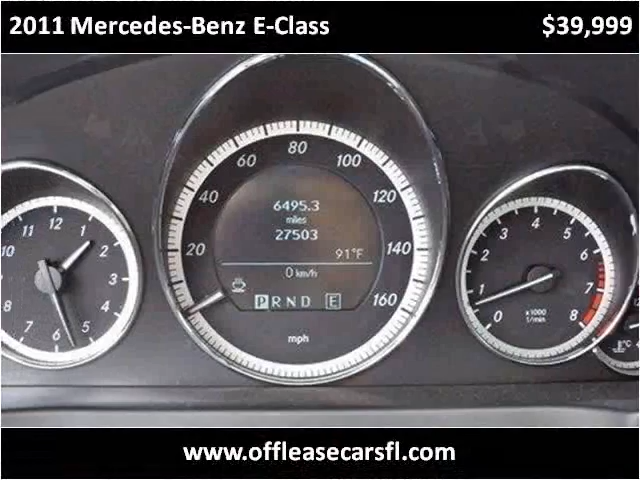 2011 Mercedes-Benz E-Class $39,999
12
1
2
3
4
5
6
7
8
10
20
40
60
80
100
120
140
160
6495.3
miles
27503
91°F
0 km/h
P R N D E
mph
0
1
2
3
4
5
6
7
8
x1000
1/min
°C
www.offleasecarsfl.com